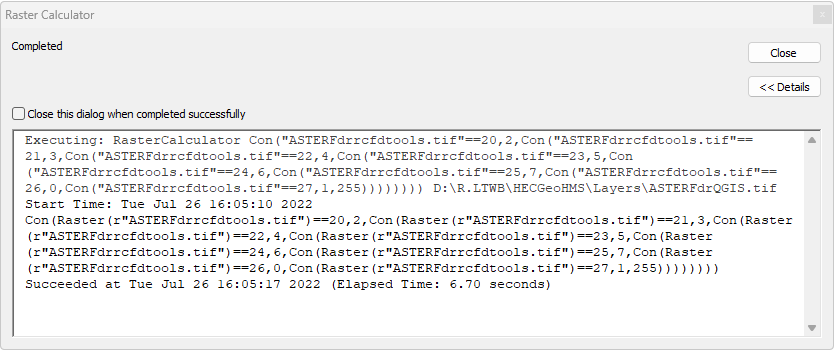 Raster Calculator
Completed
Close
<< Details
Close this dialog when completed successfully
Executing: RasterCalculator Con("ASTERFdrrcfdtools.tif"==20,2,Con("ASTERFdrrcfdtools.tif"==
21,3,Con("ASTERFdrrcfdtools.tif"==22,4,Con("ASTERFdrrcfdtools.tif"==23,5,Con
("ASTERFdrrcfdtools.tif"==24,6,Con("ASTERFdrrcfdtools.tif"==25,7,Con("ASTERFdrrcfdtools.tif"==
26,0,Con("ASTERFdrrcfdtools.tif"==27,1,255)))))))) D:\R.LTWB\HECGeoHMS\Layers\ASTERFdrQGIS.tif
Start Time: Tue Jul 26 16:05:10 2022
Con(Raster(r"ASTERFdrrcfdtools.tif")==20,2,Con(Raster(r"ASTERFdrrcfdtools.tif")==21,3,Con(Raster
(r"ASTERFdrrcfdtools.tif")==22,4,Con(Raster(r"ASTERFdrrcfdtools.tif")==23,5,Con(Raster
(r"ASTERFdrrcfdtools.tif")==24,6,Con(Raster(r"ASTERFdrrcfdtools.tif")==25,7,Con(Raster
(r"ASTERFdrrcfdtools.tif")==26,0,Con(Raster(r"ASTERFdrrcfdtools.tif")==27,1,255))))))))
Succeeded at Tue Jul 26 16:05:17 2022 (Elapsed Time: 6.70 seconds)